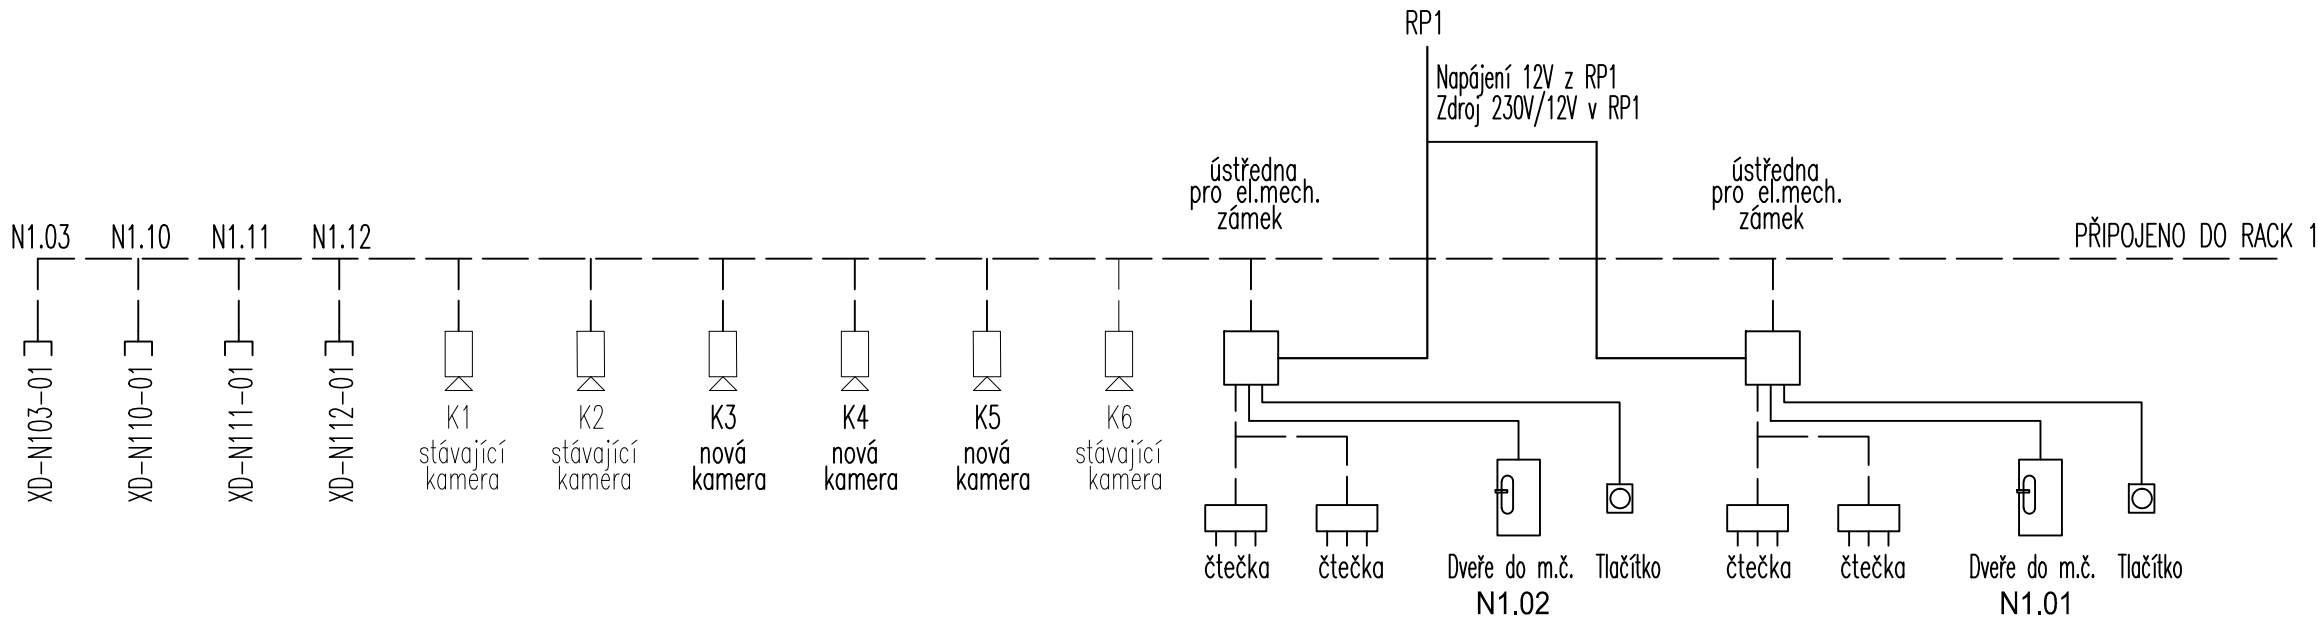 RP1
Napájení 12V z RP1
Zdroj 230V/12V v RP1
ústředna
pro el.mech.
zámek
ústředna
pro el.mech.
zámek
N1.03
N1.10
N1.11
N1.12
PŘIPOJENO DO RACK 1
XD-N103-01
XD-N110-01
XD-N111-01
XD-N112-01
K1
stávající
kamera
K2
stávající
kamera
K3
nová
kamera
K4
nová
kamera
K5
nová
kamera
K6
stávající
kamera
čtečka
čtečka
Dveře do m.č.
N1.02
Tlačítko
čtečka
čtečka
Dveře do m.č.
N1.01
Tlačítko